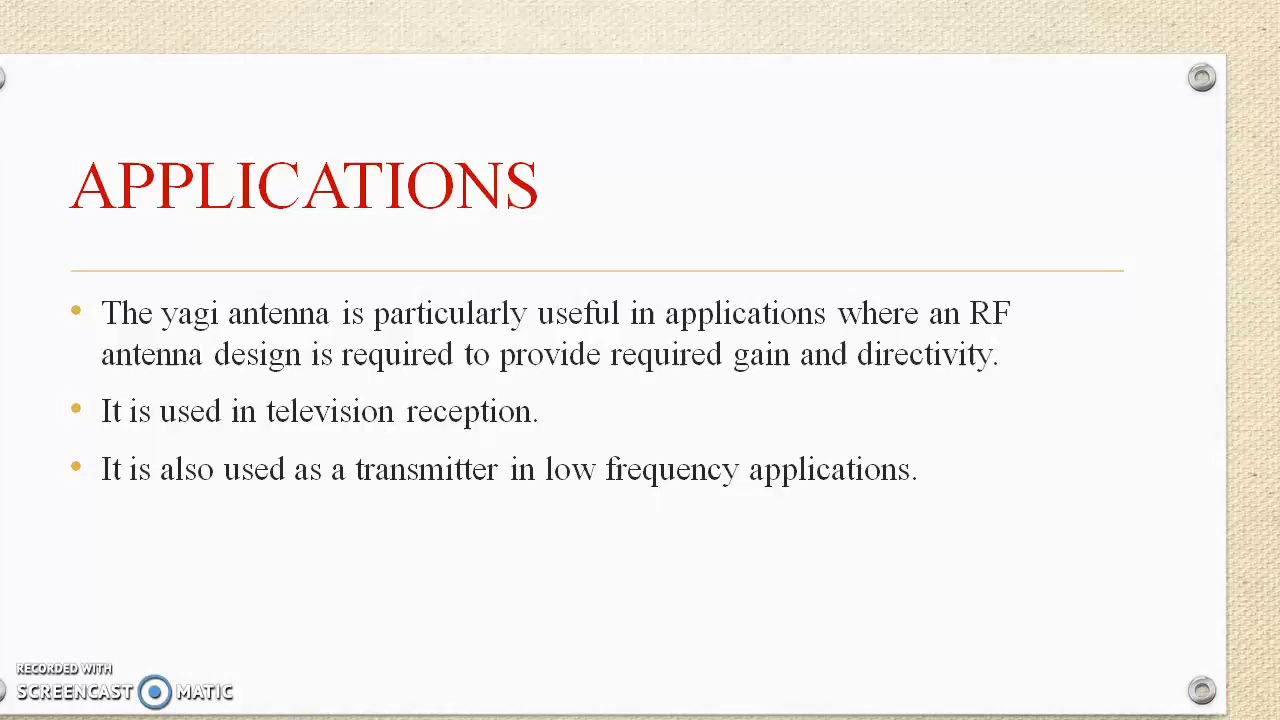 APPLICATIONS
• The yagi antenna is particularly useful in applications where an RF
antenna design is required to provide required gain and directivity.
• It is used in television reception.
• It is also used as a transmitter in low frequency applications.
RECORDED WITH
SCREENCAST MATIC